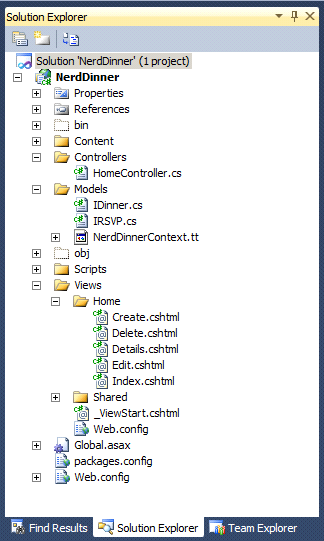 Solution Explorer
Solution 'NerdDinner' (1 project)
NerdDinner
Properties
References
bin
Content
Controllers
HomeController.cs
Models
IDinner.cs
IRSVP.cs
NerdDinnerContext.tt
obj
Scripts
Views
Home
Create.cshtml
Delete.cshtml
Details.cshtml
Edit.cshtml
Index.cshtml
Shared
_ViewStart.cshtml
Web.config
Global.asax
packages.config
Web.config
Find Results Solution Explorer Team Explorer